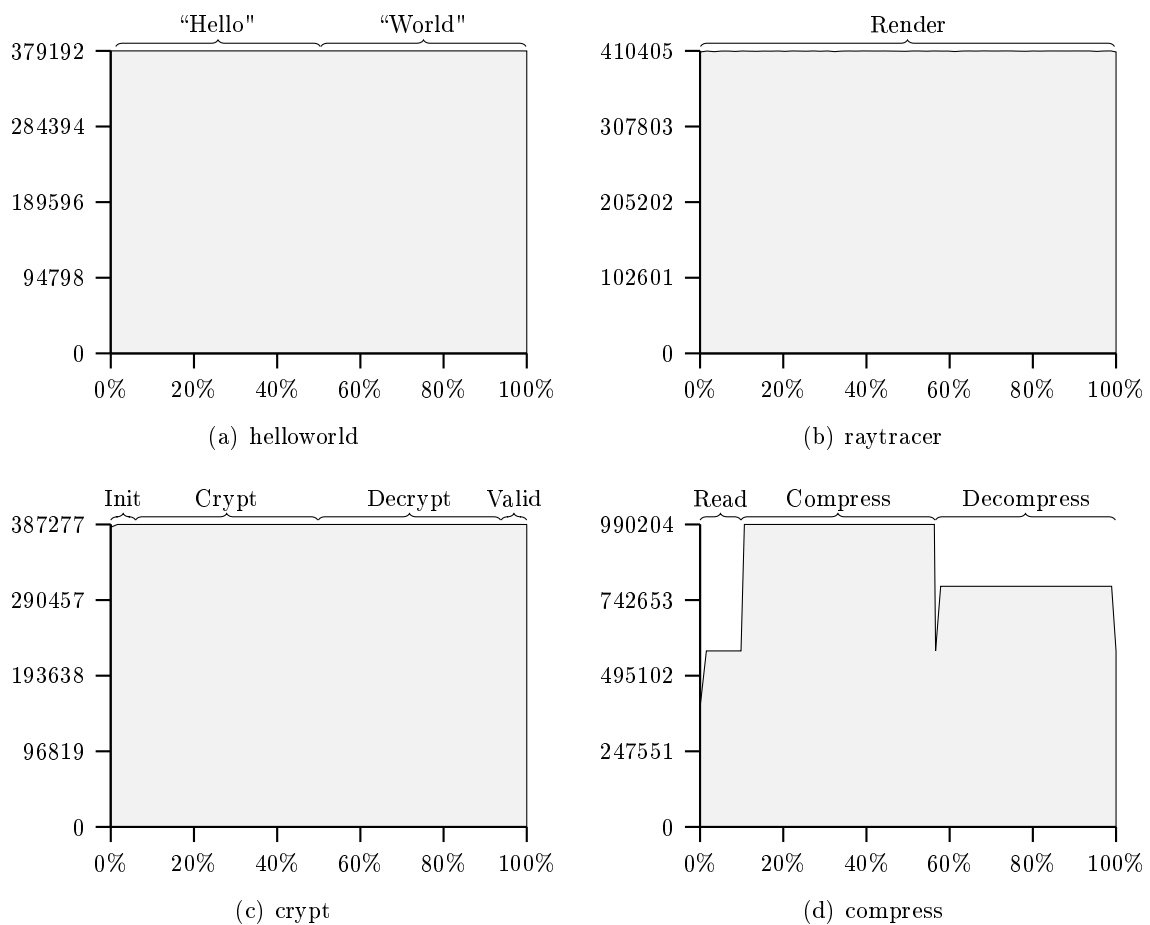 “Hello" “World"
379192
284394
189596
94798
0
0% 20% 40% 60% 80% 100%
(a) helloworld
Render
410405
307803
205202
102601
0
0% 20% 40% 60% 80% 100%
(b) raytracer
Init Crypt Decrypt Valid
387277
290457
193638
96819
0
0% 20% 40% 60% 80% 100%
(c) crypt
Read Compress Decompress
990204
742653
495102
247551
0
0% 20% 40% 60% 80% 100%
(d) compress